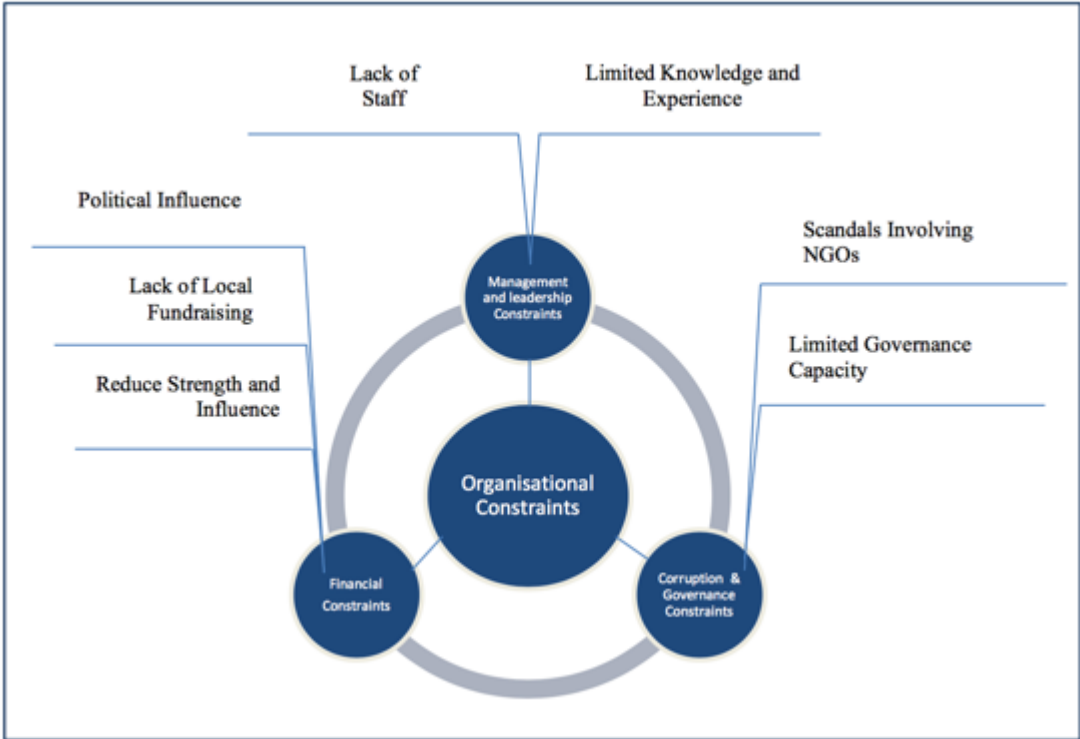 Lack of
Staff
Limited Knowledge and
Experience
Political Influence
Lack of Local
Fundraising
Reduce Strength and
Influence
Scandals Involving
NGOs
Limited Governance
Capacity
Management
and leadership
Constraints
Organisational
Constraints
Financial
Constraints
Corruption &
Governance
Constraints